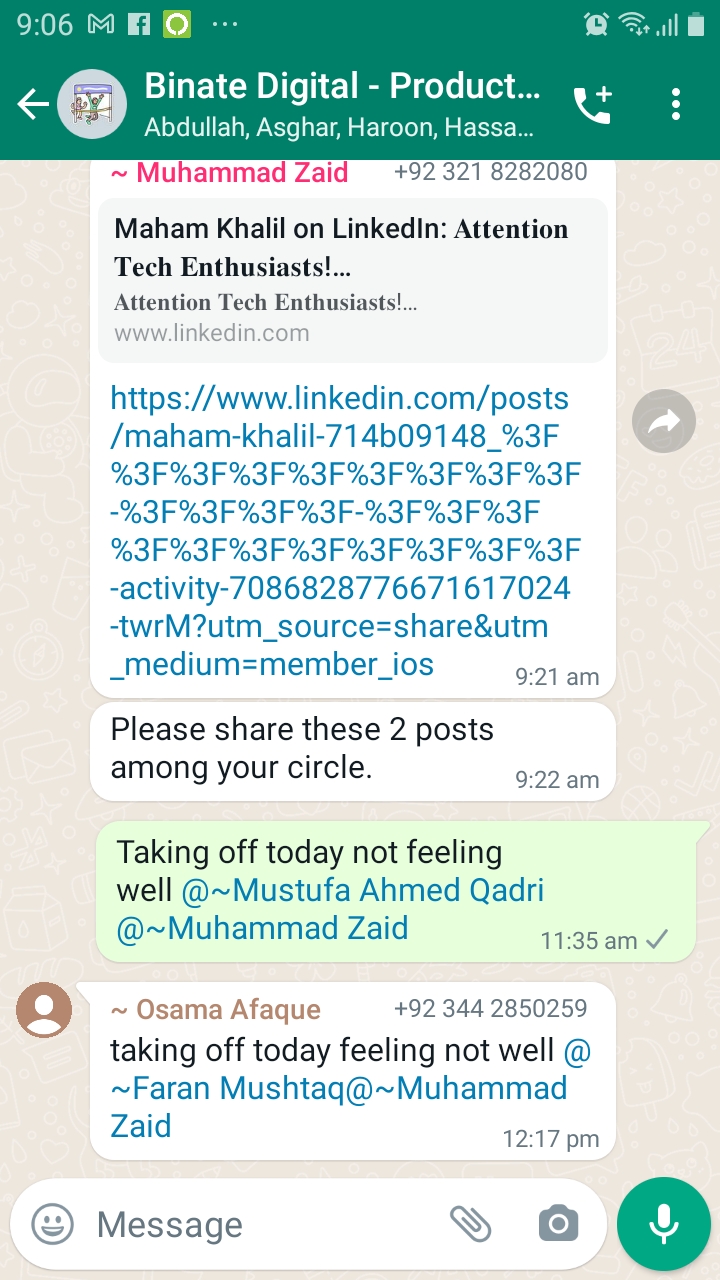 9:06
Binate Digital - Product...
Abdullah, Asghar, Haroon, Hassa...
~ Muhammad Zaid +92 321 8282080
Maham Khalil on LinkedIn: 𝐀𝐭𝐭𝐞𝐧𝐭𝐢𝐨𝐧
𝐓𝐞𝐜𝐡 𝐄𝐧𝐭𝐡𝐮𝐬𝐢𝐚𝐬𝐭𝐬!...
𝐀𝐭𝐭𝐞𝐧𝐭𝐢𝐨𝐧 𝐓𝐞𝐜𝐡 𝐄𝐧𝐭𝐡𝐮𝐬𝐢𝐚𝐬𝐭𝐬!...
www.linkedin.com
https://www.linkedin.com/posts
/maham-khalil-714b09148_%3F
%3F%3F%3F%3F%3F%3F%3F%3F
-%3F%3F%3F%3F-%3F%3F%3F
%3F%3F%3F%3F%3F%3F%3F%3F
-activity-7086828776671617024
-twrM?utm_source=share&utm
_medium=member_ios
9:21 am
Please share these 2 posts
among your circle.
9:22 am
Taking off today not feeling
well @~Mustufa Ahmed Qadri
@~Muhammad Zaid
11:35 am
~ Osama Afaque +92 344 2850259
taking off today feeling not well @
~Faran Mushtaq@~Muhammad
Zaid
12:17 pm
Message